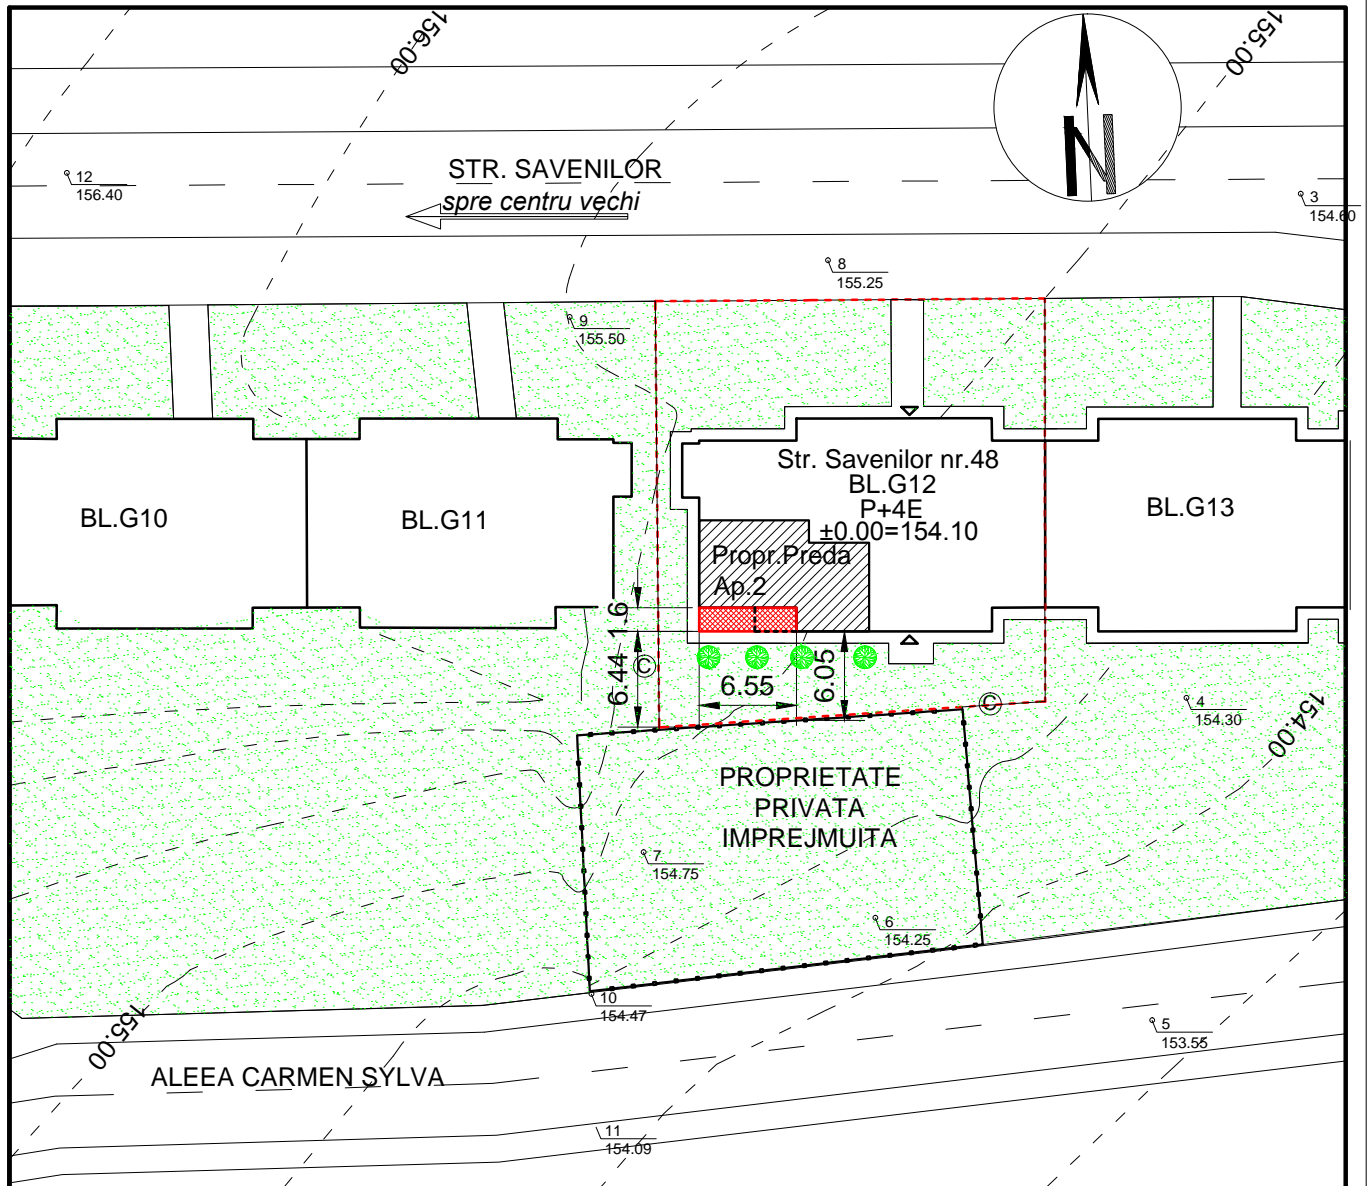 156.00
155.00
N
STR. SAVENILOR
spre centru vechi
12
156.40
3
154.60
8
155.25
9
155.50
Str. Savenilor nr.48
BL.G12
P+4E
±0.00=154.10
BL.G10
BL.G11
BL.G13
Propr.Preda
Ap.2
1.6
6.44
C
6.55
6.05
C
4
154.30
154.00
PROPRIETATE
PRIVATA
IMPREJMUITA
7
154.75
6
154.25
10
154.47
5
153.55
155.00
ALEEA CARMEN SYLVA
11
154.09